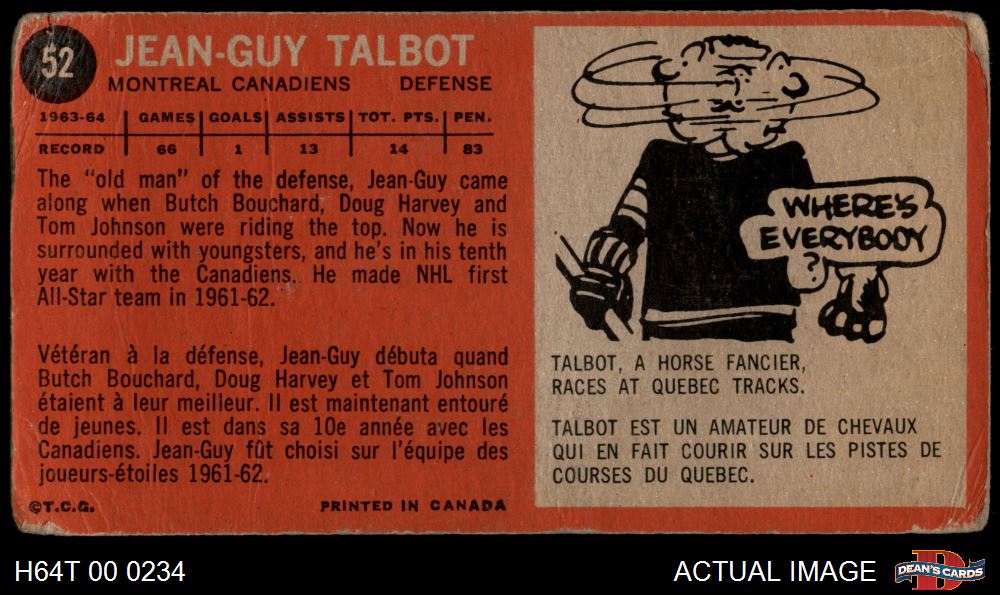 52
JEAN-GUY TALBOT
MONTREAL CANADIENS DEFENSE
1963-64 GAMES GOALS ASSISTS TOT. PTS. PEN.
RECORD 66 1 13 14 83
The "old man" of the defense, Jean-Guy came
along when Butch Bouchard, Doug Harvey and
Tom Johnson were riding the top. Now he is
surrounded with youngsters, and he's in his tenth
year with the Canadiens. He made NHL first
All-Star team in 1961-62.
Vétéran à la défense, Jean-Guy débuta quand
Butch Bouchard, Doug Harvey et Tom Johnson
étaient à leur meilleur. Il est maintenant entouré
de jeunes. Il est dans sa 10e année avec les
Canadiens. Jean-Guy fût choisi sur l'équipe des
joueurs-étoiles 1961-62.
©T.C.G. PRINTED IN CANADA
WHERE'S
EVERYBODY
?
TALBOT, A HORSE FANCIER,
RACES AT QUEBEC TRACKS.
TALBOT EST UN AMATEUR DE CHEVAUX
QUI EN FAIT COURIR SUR LES PISTES DE
COURSES DU QUEBEC.
H64T 00 0234
ACTUAL IMAGE
D
DEAN'S CARDS